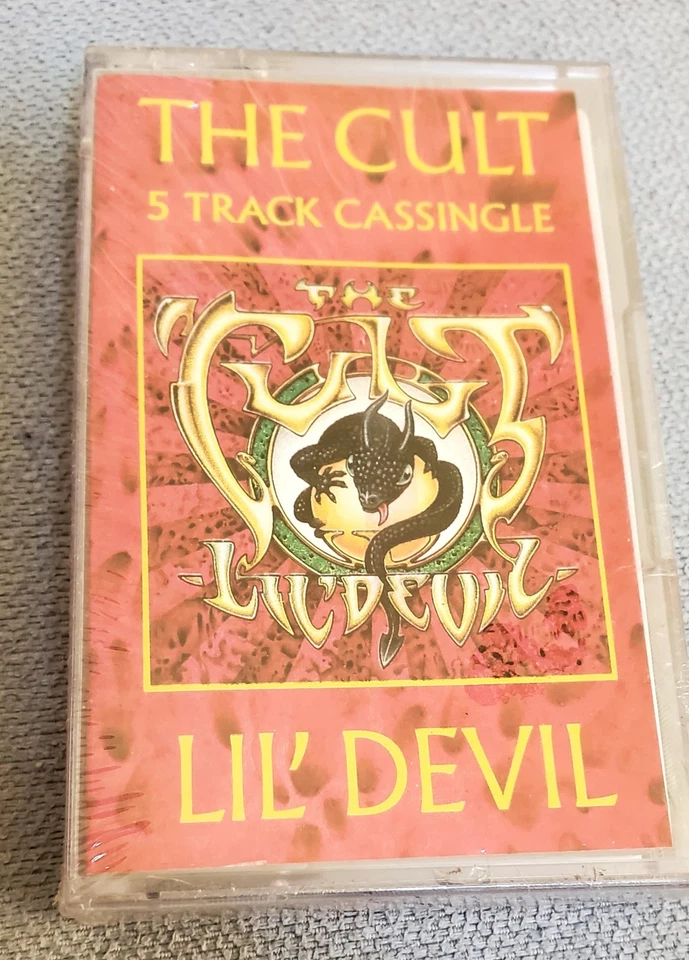 THE CULT
5 TRACK CASSINGLE
THE
CULT
LIL' DEVIL
LIL' DEVIL